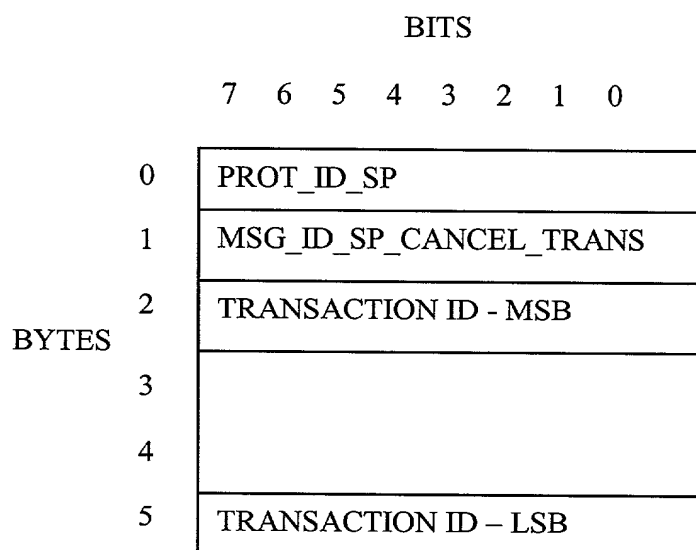 BITS
7 6 5 4 3 2 1 0
0 PROT_ID_SP
1 MSG_ID_SP_CANCEL_TRANS
2 TRANSACTION ID - MSB
BYTES
3
4
5 TRANSACTION ID – LSB